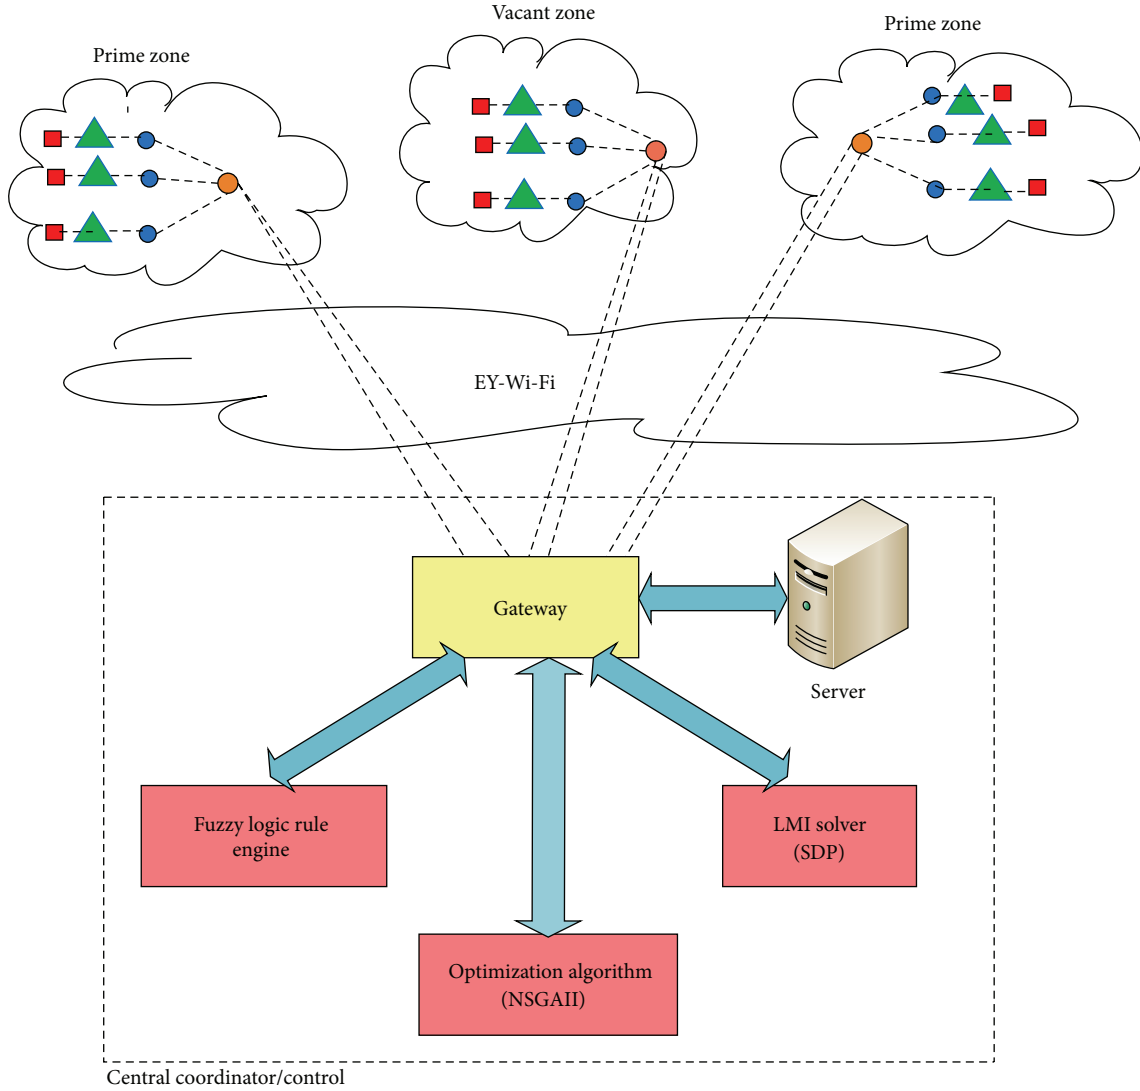 Vacant zone
Prime zone
Prime zone
EY-Wi-Fi
Gateway
Server
Fuzzy logic rule
engine
LMI solver
(SDP)
Optimization algorithm
(NSGAII)
Central coordinator/control